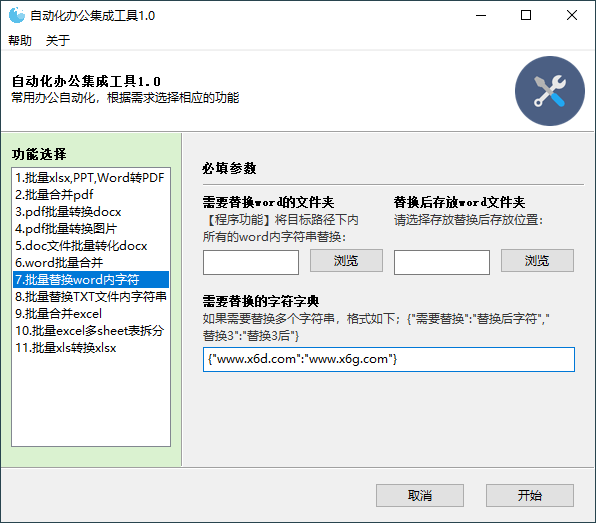 自动化办公集成工具1.0
帮助 关于
自动化办公集成工具1.0
常用办公自动化，根据需求选择相应的功能
功能选择
1.批量xlsx,PPT,Word转PDF
2.批量合并pdf
3.pdf批量转换docx
4.pdf批量转换图片
5.doc文件批量转化docx
6.word批量合并
7.批量替换word内字符
8.批量替换TXT文件内字符串
9.批量合并excel
10.批量excel多sheet表拆分
11.批量xls转换xlsx
必填参数
需要替换word的文件夹
【程序功能】将目标路径下内
所有的word内字符串替换:
浏览
替换后存放word文件夹
请选择存放替换后存放位置:
浏览
需要替换的字符字典
如果需要替换多个字符串，格式如下；{"需要替换":"替换后字符","
替换3":"替换3后"}
{"www.x6d.com":"www.x6g.com"}
取消
开始